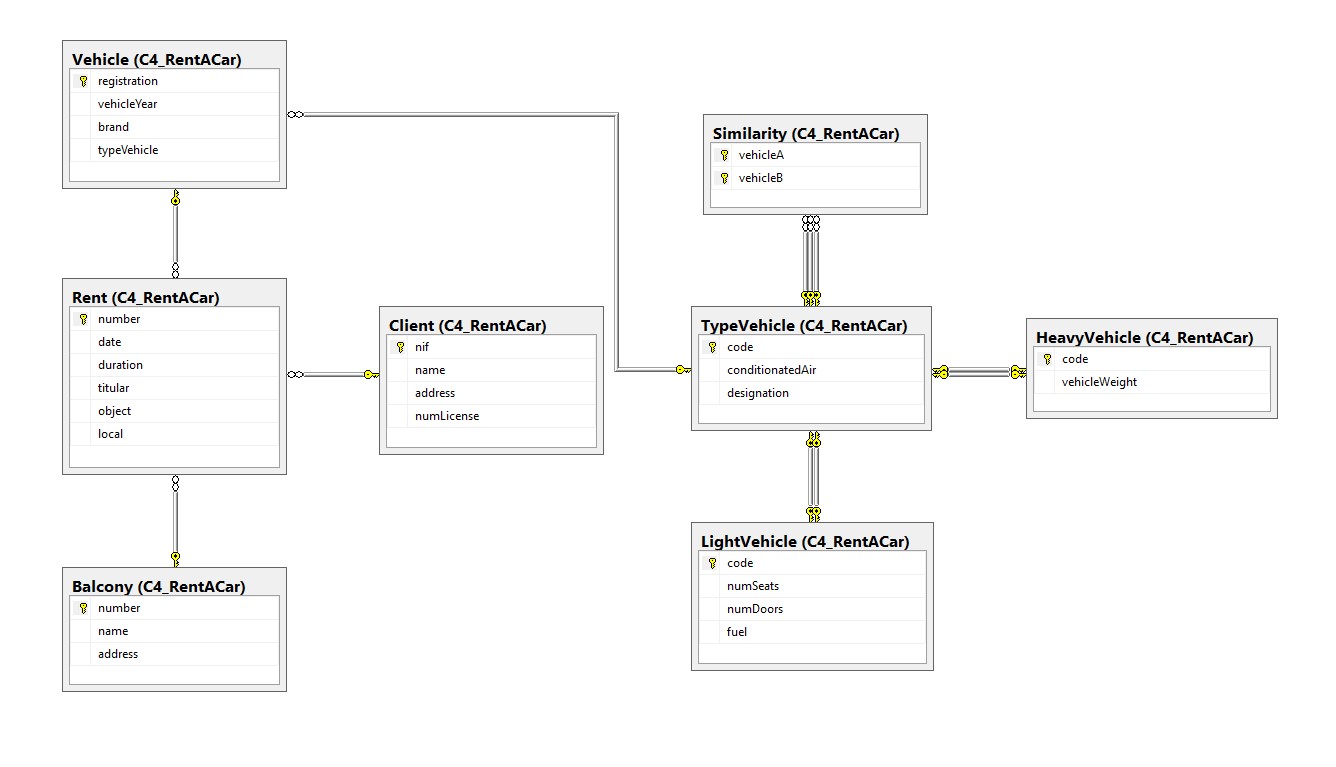 Vehicle (C4_RentACar)
registration
vehicleYear
brand
typeVehicle
Similarity (C4_RentACar)
vehicleA
vehicleB
Rent (C4_RentACar)
number
date
duration
titular
object
local
Client (C4_RentACar)
nif
name
address
numLicense
TypeVehicle (C4_RentACar)
code
conditionatedAir
designation
HeavyVehicle (C4_RentACar)
code
vehicleWeight
LightVehicle (C4_RentACar)
code
numSeats
numDoors
fuel
Balcony (C4_RentACar)
number
name
address